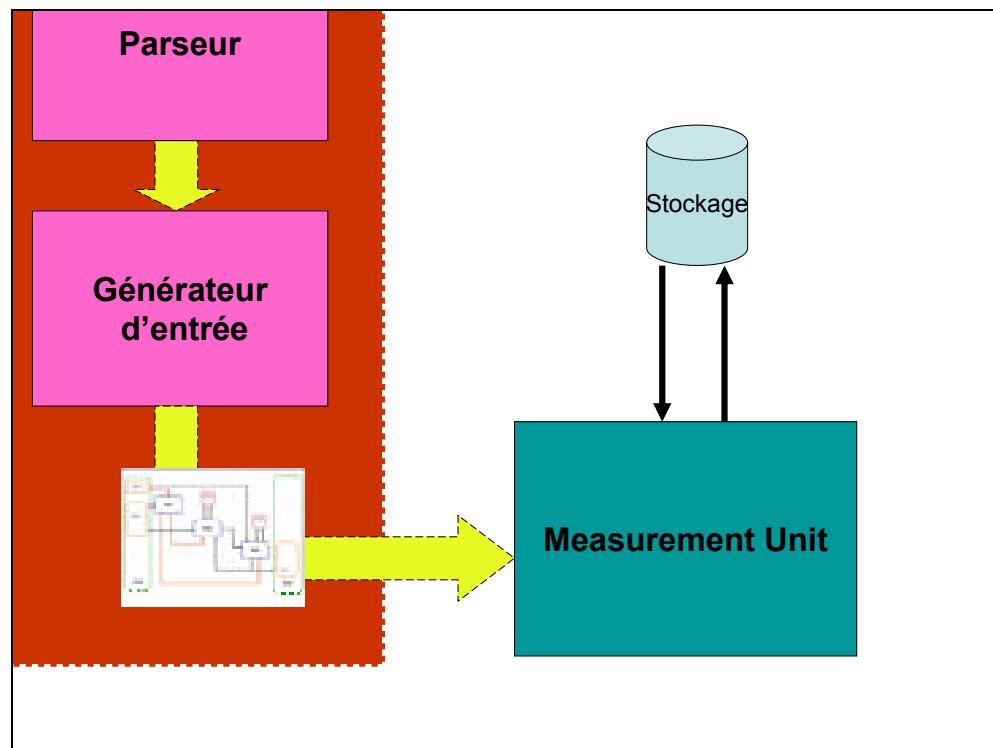 Parseur
Stockage
Générateur
d’entrée
Measurement Unit